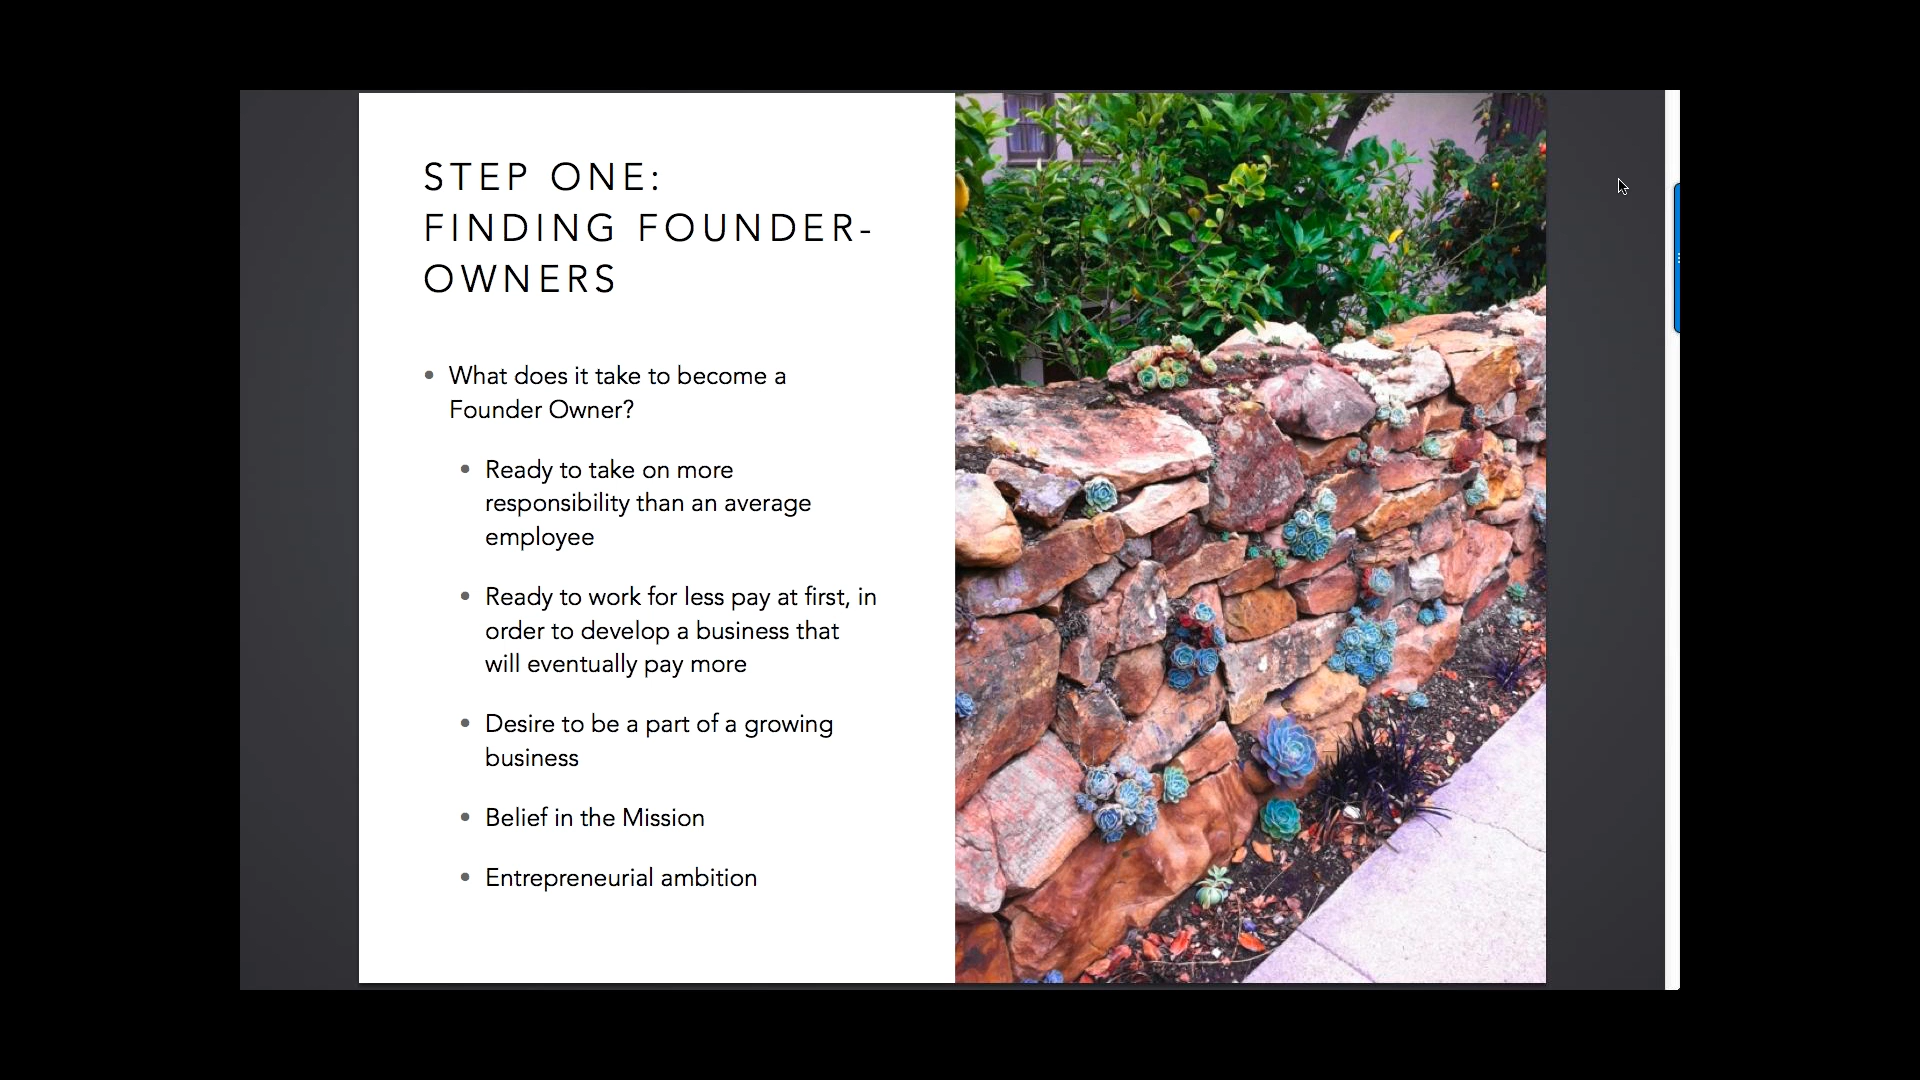 STEP ONE:
FINDING FOUNDER-
OWNERS
• What does it take to become a
Founder Owner?
• Ready to take on more
responsibility than an average
employee
• Ready to work for less pay at first, in
order to develop a business that
will eventually pay more
• Desire to be a part of a growing
business
• Belief in the Mission
• Entrepreneurial ambition